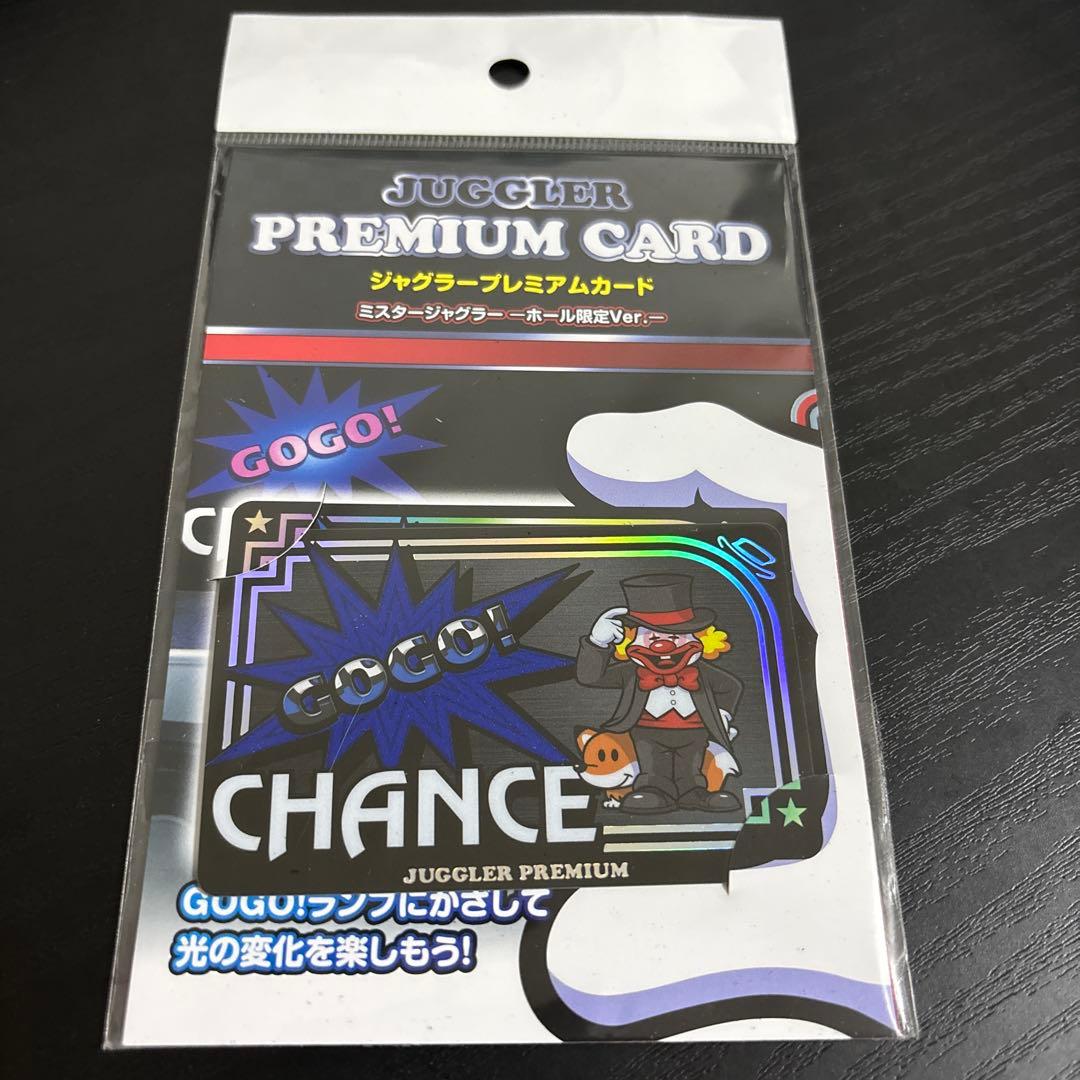 JUGGLER
PREMIUM CARD
ジャグラープレミアムカード
ミスタージャグラー ーホール限定Ver.ー
GOGO!
C
GOGO!
CHANCE
JUGGLER PREMIUM
GOGO!ランプにかざして
光の変化を楽しもう!